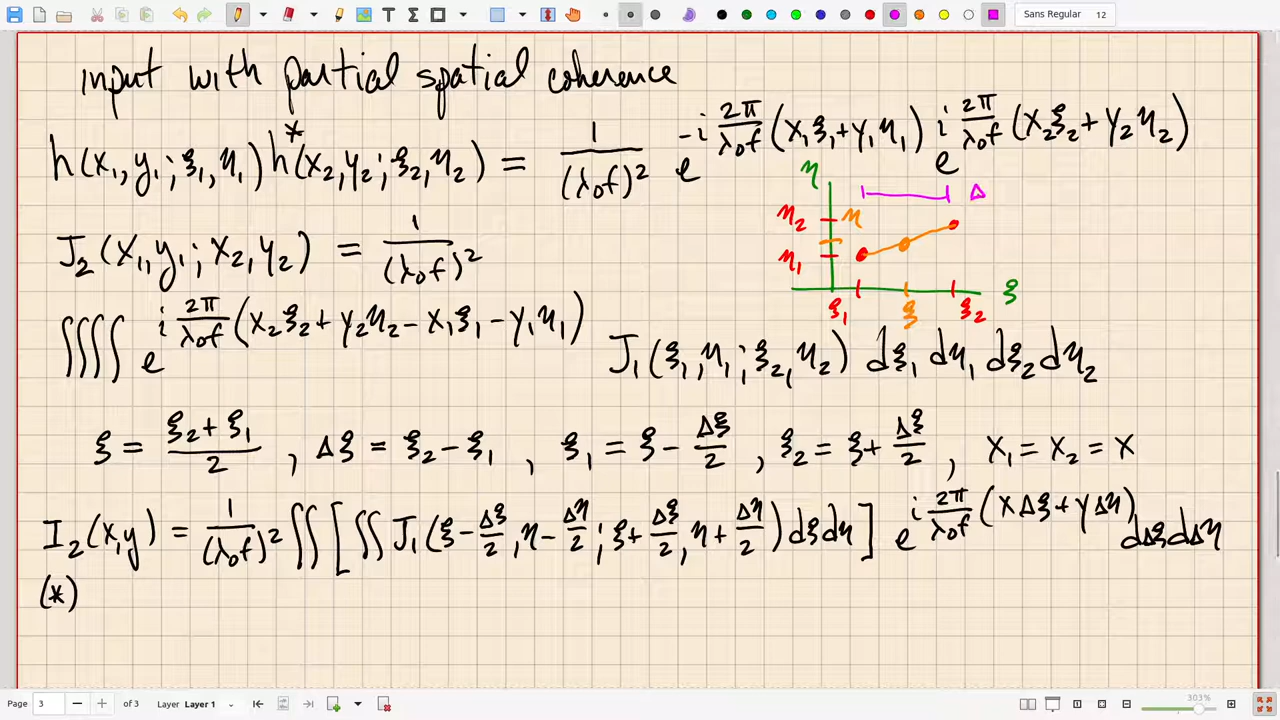 Sans Regular 12
input with partial spatial coherence
h(x₁, y₁; ξ₁, η₁) h*(x₂, y₂; ξ₂, η₂) = 1/(λ₀f)² e^{-i 2π/(λ₀f) (x₁ξ₁ + y₁η₁)} e^{i 2π/(λ₀f) (x₂ξ₂ + y₂η₂)}
η Δ
η₂ η
η₁
ξ
ξ₁ ξ ξ₂
J₂(x₁, y₁; x₂, y₂) = 1/(λ₀f)²
∬∬ e^{i 2π/(λ₀f) (x₂ξ₂ + y₂η₂ - x₁ξ₁ - y₁η₁)} J₁(ξ₁, η₁; ξ₂, η₂) dξ₁ dη₁ dξ₂ dη₂
ξ = (ξ₂ + ξ₁)/2 , Δξ = ξ₂ - ξ₁ , ξ₁ = ξ - Δξ/2 , ξ₂ = ξ + Δξ/2 , x₁ = x₂ = x
I₂(x, y) = 1/(λ₀f)² ∬ [ ∬ J₁(ξ - Δξ/2, η - Δη/2; ξ + Δξ/2, η + Δη/2) dξ dη ] e^{i 2π/(λ₀f) (xΔξ + yΔη)} dΔξ dΔη
(*)
Page 3 of 3 Layer Layer 1 303%